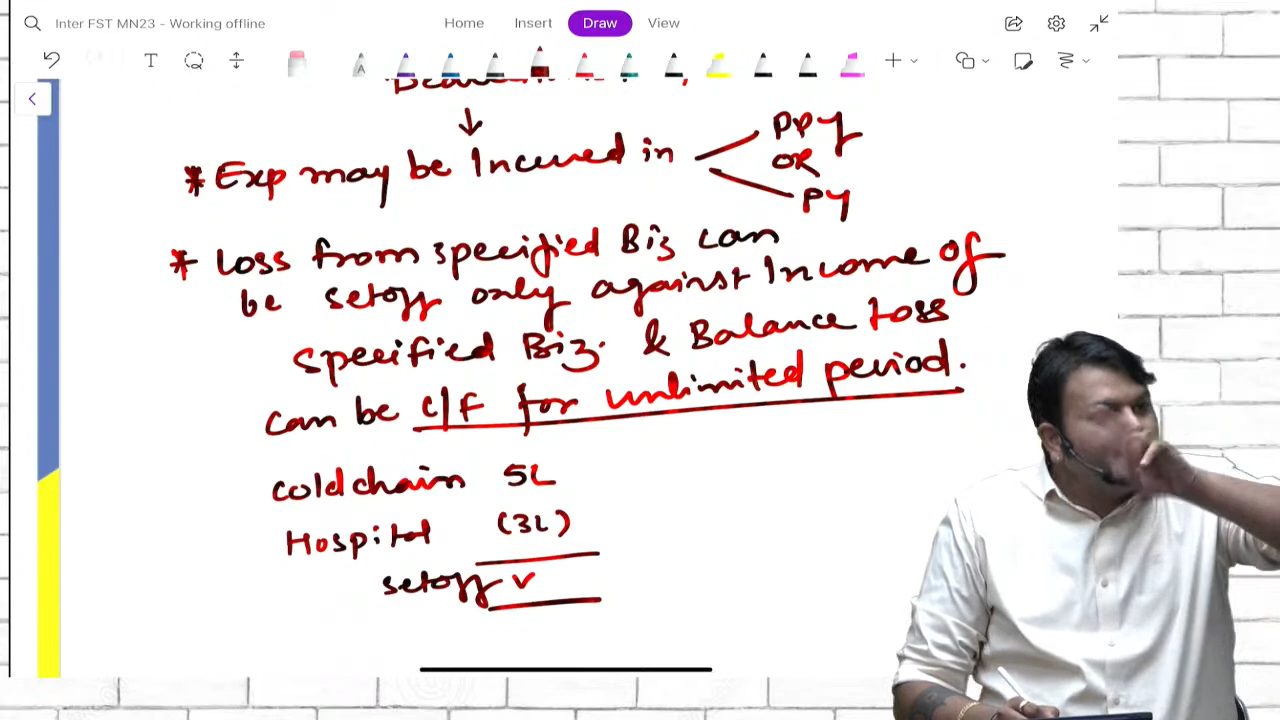 Inter FST MN23 - Working offline
Home Insert Draw View
↓
* Exp may be Incured in PPY
OR
PY
* Loss from specified Biz can
be setoff only against Income of
specified Biz. & Balance Loss
can be c/F for unlimited period.
coldchain 5L
Hospital (3L)
setoff ✓